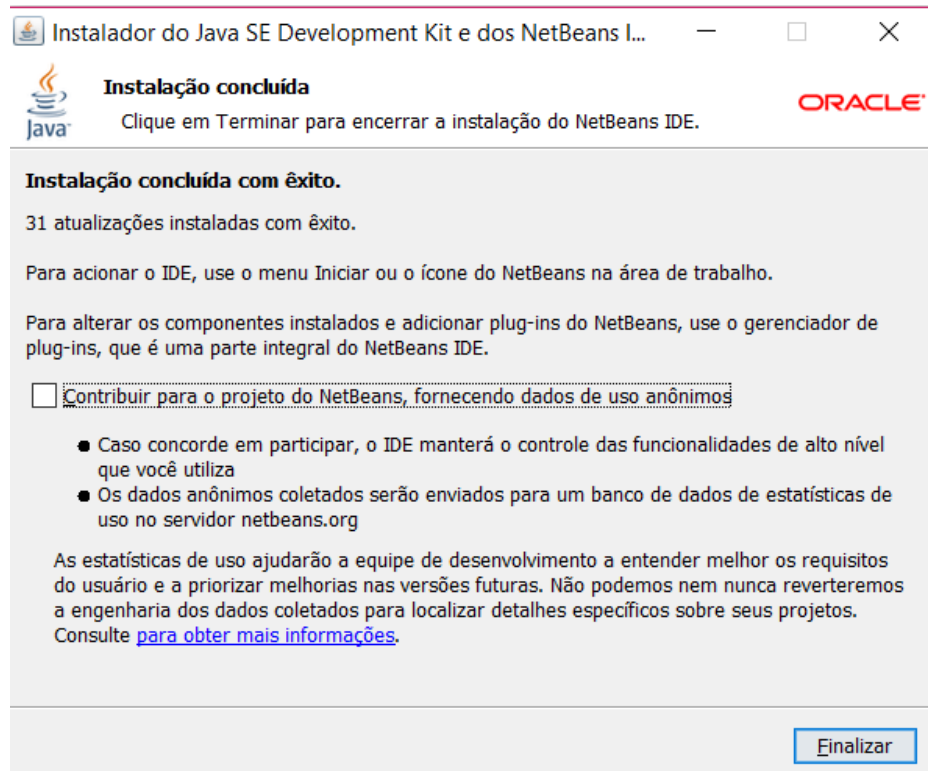 Instalador do Java SE Development Kit e dos NetBeans I...
Java
Instalação concluída
Clique em Terminar para encerrar a instalação do NetBeans IDE.
ORACLE
Instalação concluída com êxito.
31 atualizações instaladas com êxito.
Para acionar o IDE, use o menu Iniciar ou o ícone do NetBeans na área de trabalho.
Para alterar os componentes instalados e adicionar plug-ins do NetBeans, use o gerenciador de
plug-ins, que é uma parte integral do NetBeans IDE.
Contribuir para o projeto do NetBeans, fornecendo dados de uso anônimos
Caso concorde em participar, o IDE manterá o controle das funcionalidades de alto nível
que você utiliza
Os dados anônimos coletados serão enviados para um banco de dados de estatísticas de
uso no servidor netbeans.org
As estatísticas de uso ajudarão a equipe de desenvolvimento a entender melhor os requisitos
do usuário e a priorizar melhorias nas versões futuras. Não podemos nem nunca reverteremos
a engenharia dos dados coletados para localizar detalhes específicos sobre seus projetos.
Consulte para obter mais informações.
Finalizar